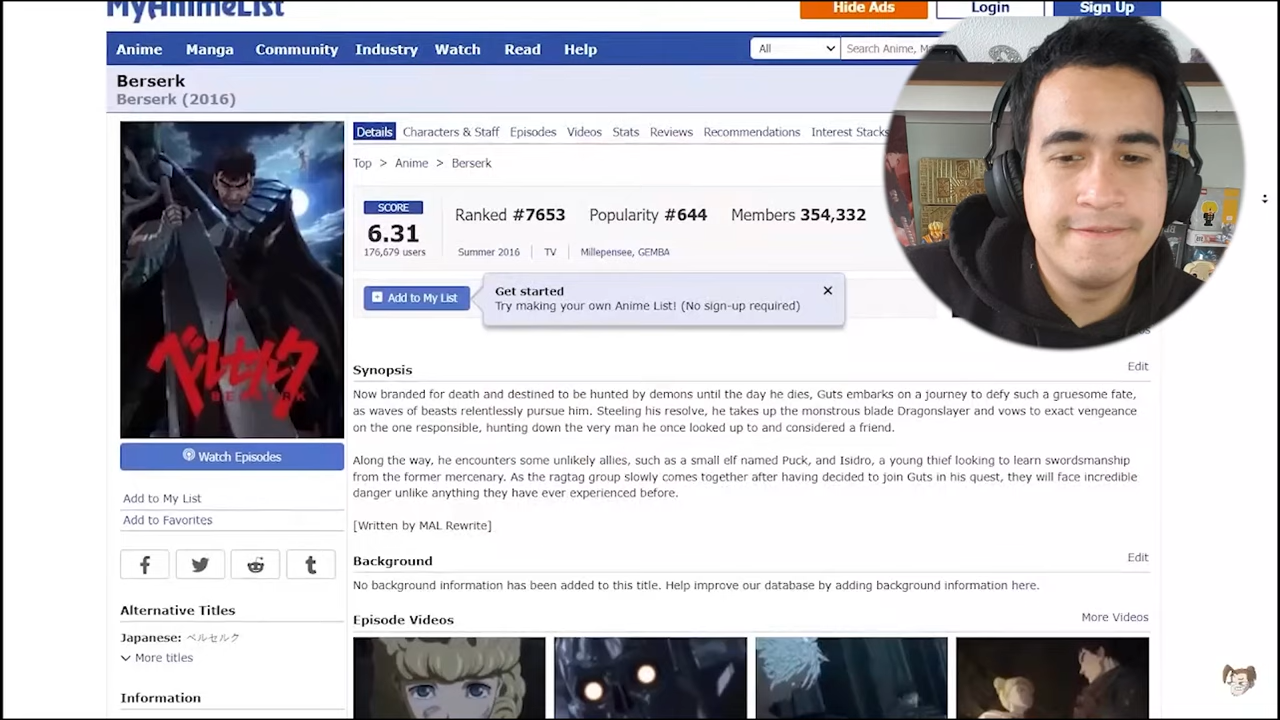 MyAnimeList
Hide Ads
Login
Sign Up
Anime
Manga
Community
Industry
Watch
Read
Help
All
Search Anime,
Berserk
Berserk (2016)
Details
Characters & Staff
Episodes
Videos
Stats
Reviews
Recommendations
Interest Stacks
Top > Anime > Berserk
SCORE
6.31
176,679 users
Ranked #7653
Popularity #644
Members 354,332
Summer 2016
TV
Millepensee, GEMBA
Add to My List
Get started
Try making your own Anime List! (No sign-up required)
ベルセルク
BERSERK
Watch Episodes
Add to My List
Add to Favorites
Alternative Titles
Japanese: ベルセルク
More titles
Information
Synopsis
Edit
Now branded for death and destined to be hunted by demons until the day he dies, Guts embarks on a journey to defy such a gruesome fate,
as waves of beasts relentlessly pursue him. Steeling his resolve, he takes up the monstrous blade Dragonslayer and vows to exact vengeance
on the one responsible, hunting down the very man he once looked up to and considered a friend.
Along the way, he encounters some unlikely allies, such as a small elf named Puck, and Isidro, a young thief looking to learn swordsmanship
from the former mercenary. As the ragtag group slowly comes together after having decided to join Guts in his quest, they will face incredible
danger unlike anything they have ever experienced before.
[Written by MAL Rewrite]
Background
Edit
No background information has been added to this title. Help improve our database by adding background information here.
Episode Videos
More Videos